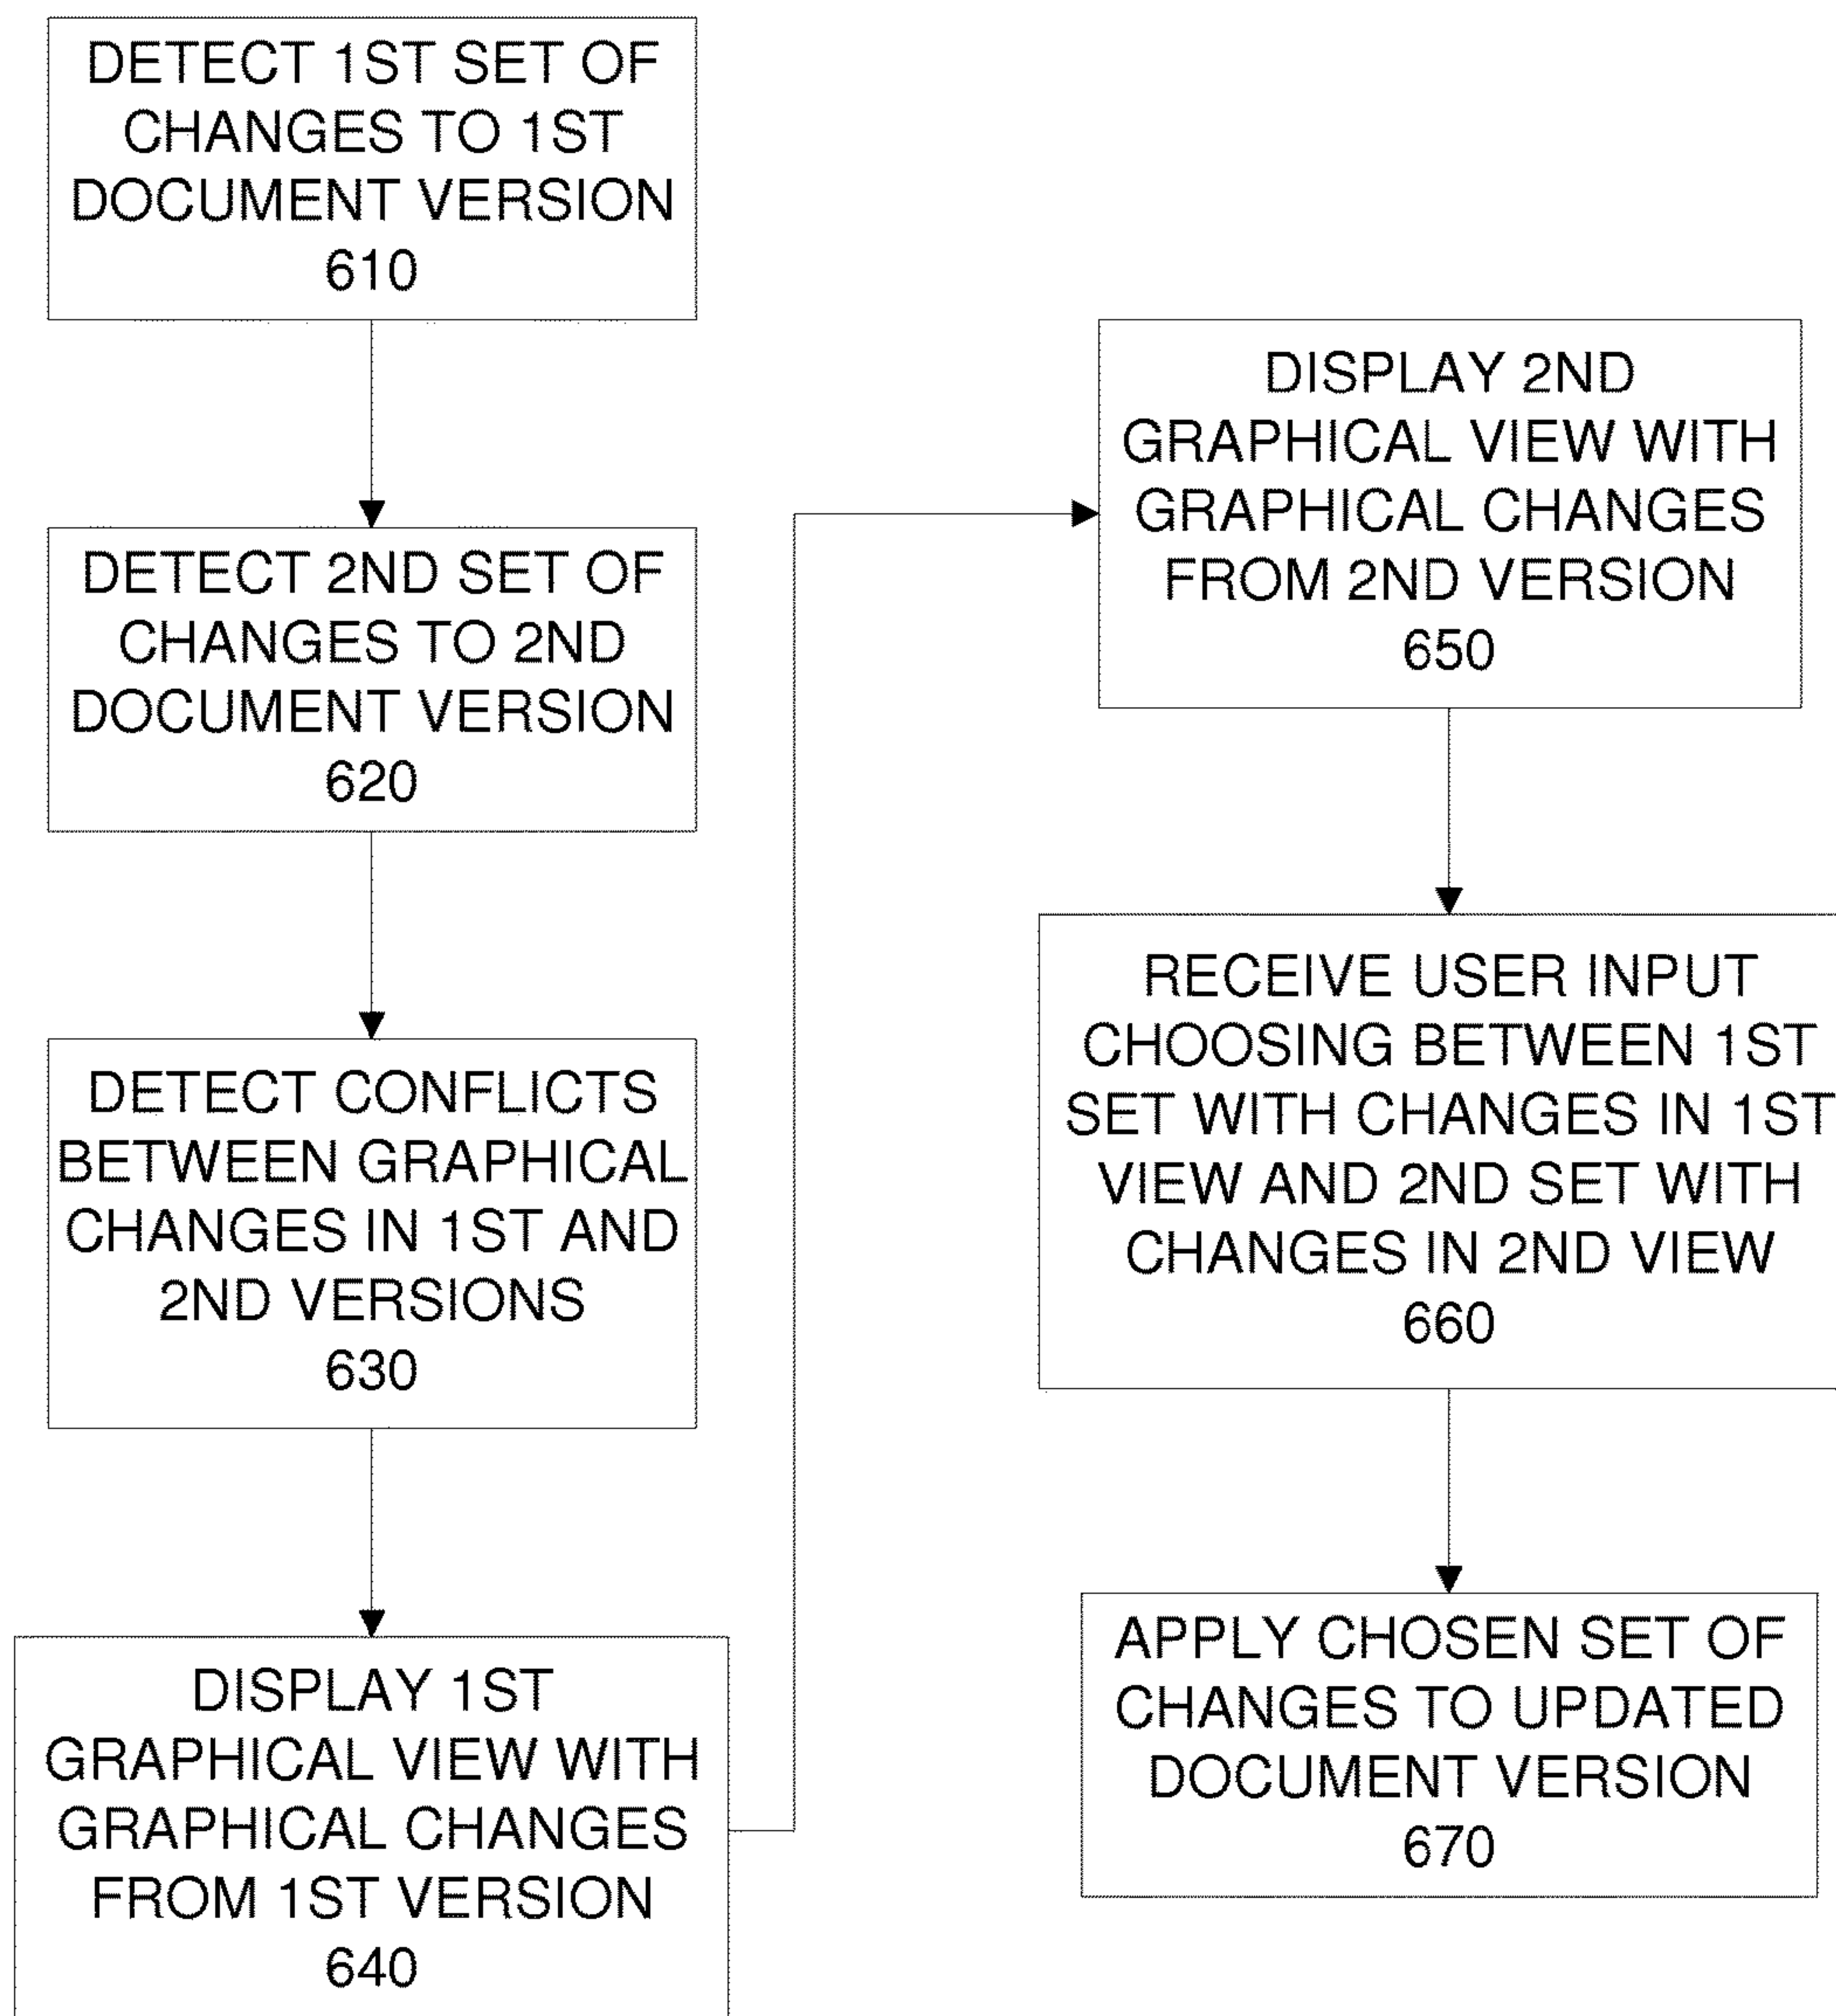 DETECT 1ST SET OF
CHANGES TO 1ST
DOCUMENT VERSION
610
DETECT 2ND SET OF
CHANGES TO 2ND
DOCUMENT VERSION
620
DETECT CONFLICTS
BETWEEN GRAPHICAL
CHANGES IN 1ST AND
2ND VERSIONS
630
DISPLAY 1ST
GRAPHICAL VIEW WITH
GRAPHICAL CHANGES
FROM 1ST VERSION
640
DISPLAY 2ND
GRAPHICAL VIEW WITH
GRAPHICAL CHANGES
FROM 2ND VERSION
650
RECEIVE USER INPUT
CHOOSING BETWEEN 1ST
SET WITH CHANGES IN 1ST
VIEW AND 2ND SET WITH
CHANGES IN 2ND VIEW
660
APPLY CHOSEN SET OF
CHANGES TO UPDATED
DOCUMENT VERSION
670